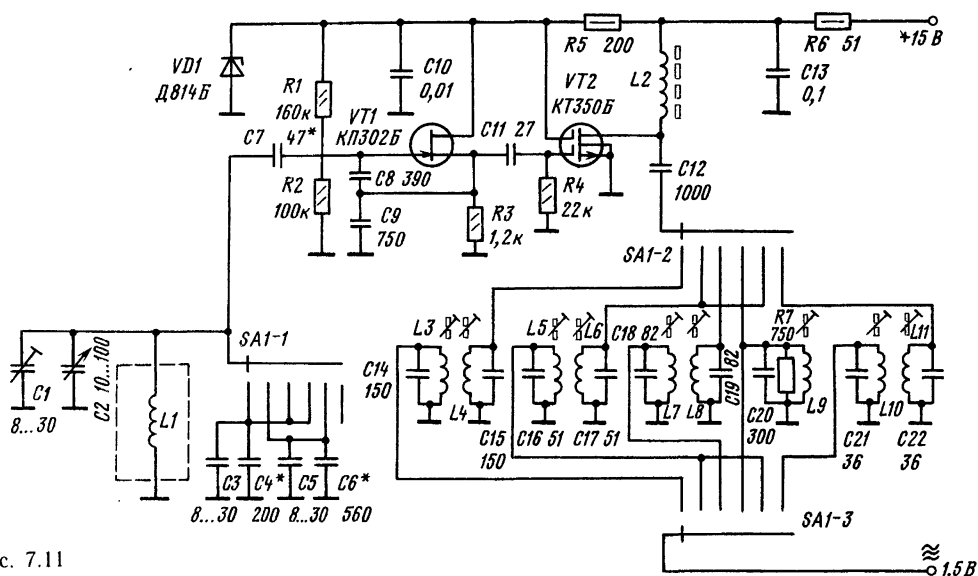 R5 200
R6 51
+15 В
VD1
Д814Б
R1
160к
C10
0,01
VT1
КП302Б
VT2
КТ350Б
L2
C13
0,1
C7
47*
C11 27
R2
100к
C8 390
C9
750
R3
1,2к
R4
22к
C12
1000
SA1-2
SA1-1
C1
8...30
C2 10...100
L1
C3
8...30
C4*
200
C5
8...30
C6*
560
L3
C14
150
L4
C15
150
L5
L6
C16 51
C17 51
C18 82
L7
L8
C19 82
R7
750
C20
300
L9
L10
L11
C21
36
C22
36
SA1-3
≈
1.5 В
с. 7.11